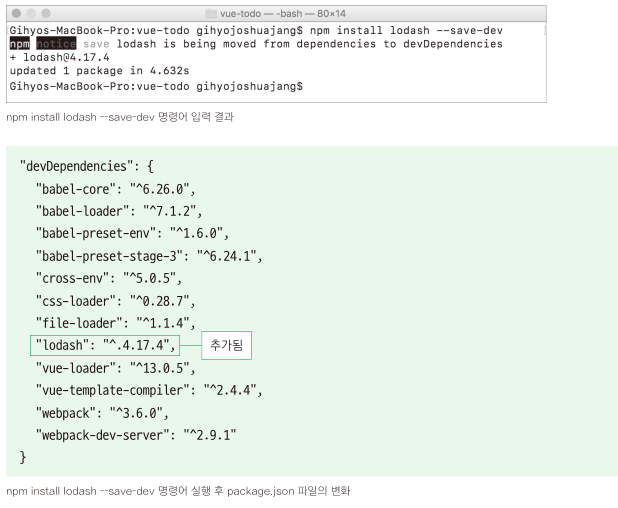 vue-todo — -bash — 80×14
Gihyos-MacBook-Pro:vue-todo gihyojoshuajang$ npm install lodash --save-dev
npm notice save lodash is being moved from dependencies to devDependencies
+ lodash@4.17.4
updated 1 package in 4.632s
Gihyos-MacBook-Pro:vue-todo gihyojoshuajang$
npm install lodash --save-dev 명령어 입력 결과
"devDependencies": {
"babel-core": "^6.26.0",
"babel-loader": "^7.1.2",
"babel-preset-env": "^1.6.0",
"babel-preset-stage-3": "^6.24.1",
"cross-env": "^5.0.5",
"css-loader": "^0.28.7",
"file-loader": "^1.1.4",
"lodash": "^.4.17.4", 추가됨
"vue-loader": "^13.0.5",
"vue-template-compiler": "^2.4.4",
"webpack": "^3.6.0",
"webpack-dev-server": "^2.9.1"
}
npm install lodash --save-dev 명령어 실행 후 package.json 파일의 변화